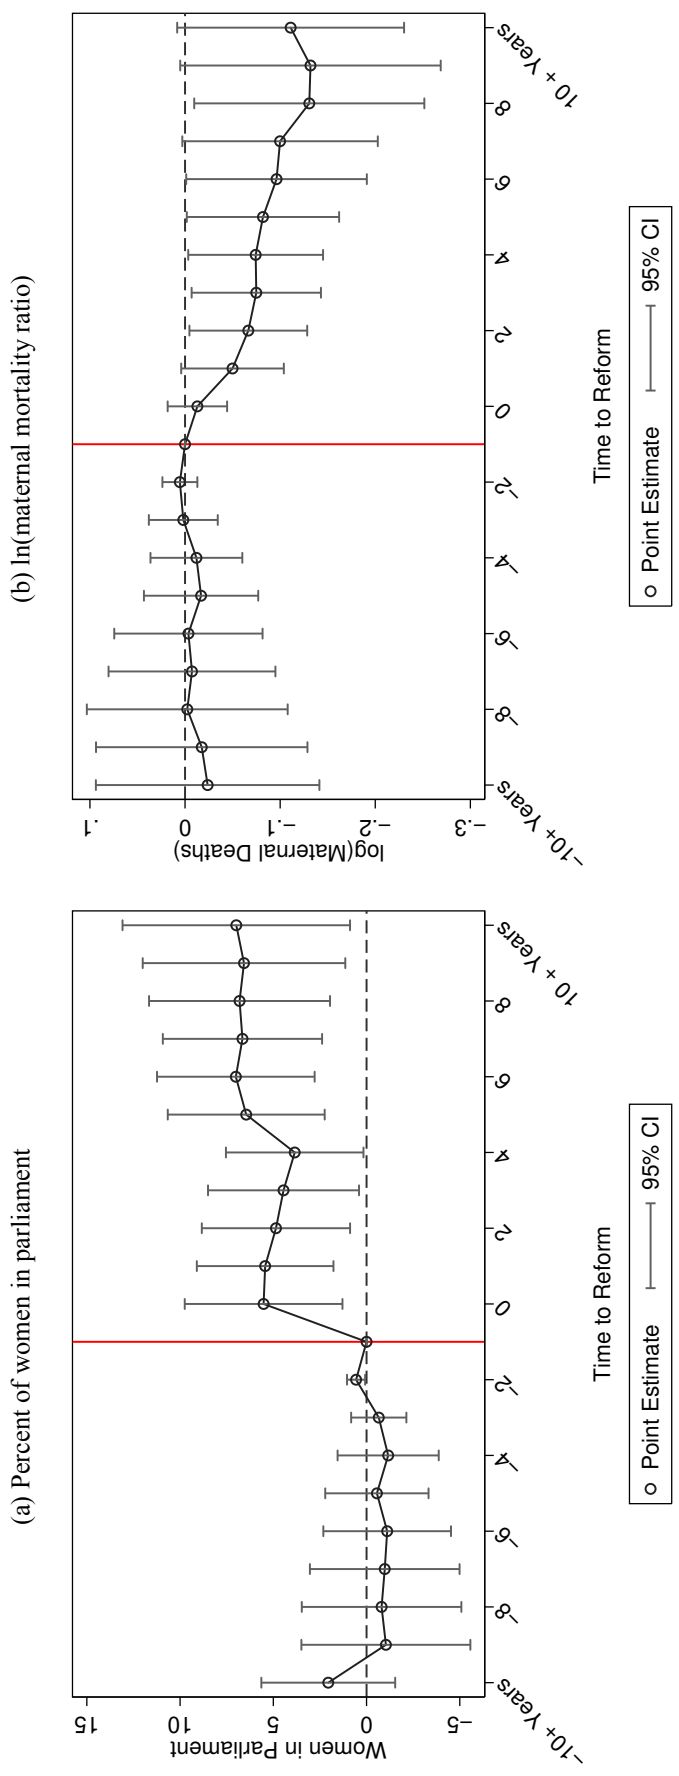 (a) Percent of women in parliament
Women in Parliament
15
10
5
0
−5
−10+ Years
−8
−6
−4
−2
0
2
4
6
8
10 + Years
Time to Reform
Point Estimate
95% CI
(b) ln(maternal mortality ratio)
log(Maternal Deaths)
.1
0
−.1
−.2
−.3
−10+ Years
−8
−6
−4
−2
0
2
4
6
8
10 + Years
Time to Reform
Point Estimate
95% CI